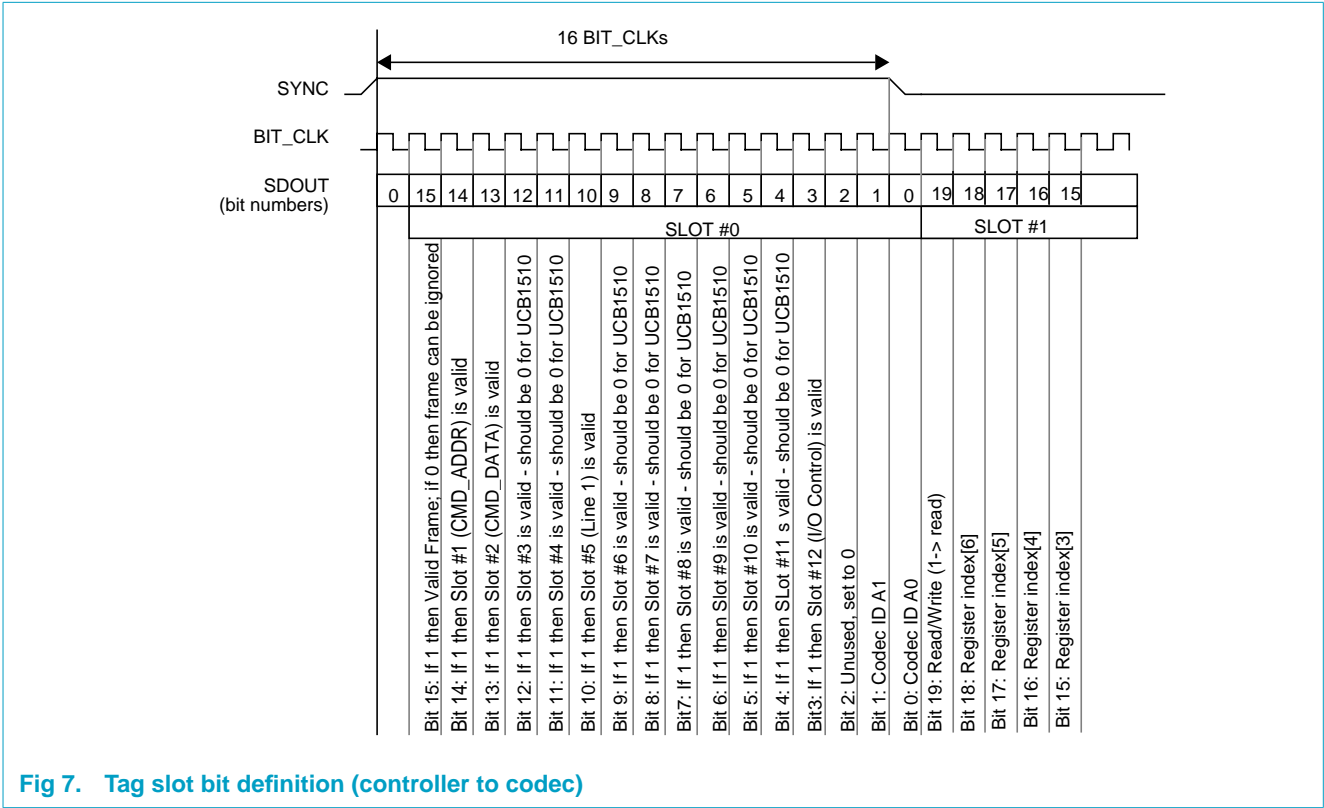 16 BIT_CLKs
SYNC
BIT_CLK
SDOUT
(bit numbers)
0 15 14 13 12 11 10 9 8 7 6 5 4 3 2 1 0 19 18 17 16 15
SLOT #0 SLOT #1
Bit 15: If 1 then Valid Frame; if 0 then frame can be ignored
Bit 14: If 1 then Slot #1 (CMD_ADDR) is valid
Bit 13: If 1 then Slot #2 (CMD_DATA) is valid
Bit 12: If 1 then Slot #3 is valid - should be 0 for UCB1510
Bit 11: If 1 then Slot #4 is valid - should be 0 for UCB1510
Bit 10: If 1 then Slot #5 (Line 1) is valid
Bit 9: If 1 then Slot #6 is valid - should be 0 for UCB1510
Bit 8: If 1 then Slot #7 is valid - should be 0 for UCB1510
Bit7: If 1 then Slot #8 is valid - should be 0 for UCB1510
Bit 6: If 1 then Slot #9 is valid - should be 0 for UCB1510
Bit 5: If 1 then Slot #10 is valid - should be 0 for UCB1510
Bit 4: If 1 then SLot #11 s valid - should be 0 for UCB1510
Bit3: If 1 then Slot #12 (I/O Control) is valid
Bit 2: Unused, set to 0
Bit 1: Codec ID A1
Bit 0: Codec ID A0
Bit 19: Read/Write (1-> read)
Bit 18: Register index[6]
Bit 17: Register index[5]
Bit 16: Register index[4]
Bit 15: Register index[3]
Fig 7. Tag slot bit definition (controller to codec)